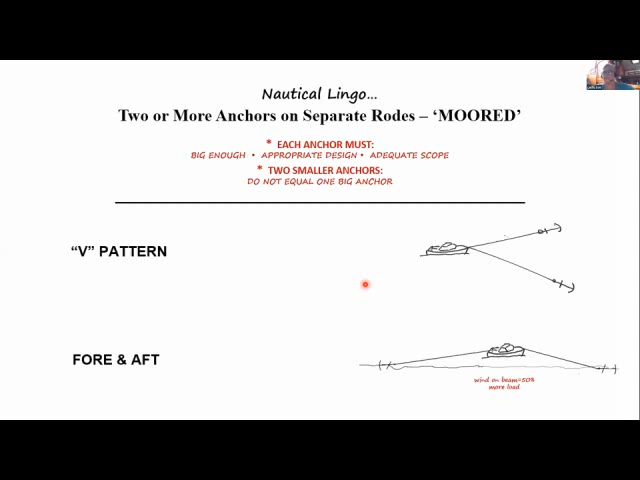 Nautical Lingo...
Two or More Anchors on Separate Rodes – ‘MOORED’
* EACH ANCHOR MUST:
BIG ENOUGH • APPROPRIATE DESIGN • ADEQUATE SCOPE
* TWO SMALLER ANCHORS:
DO NOT EQUAL ONE BIG ANCHOR
“V” PATTERN
FORE & AFT
wind on beam=50%
more load